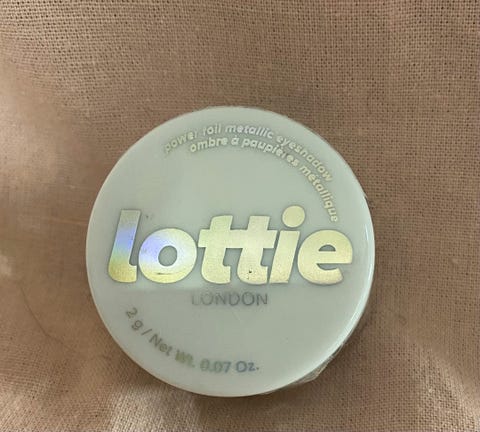 power foil metallic eyeshadow
ombre à paupières métallique
lottie
LONDON
2 g / Net Wt. 0.07 Oz.